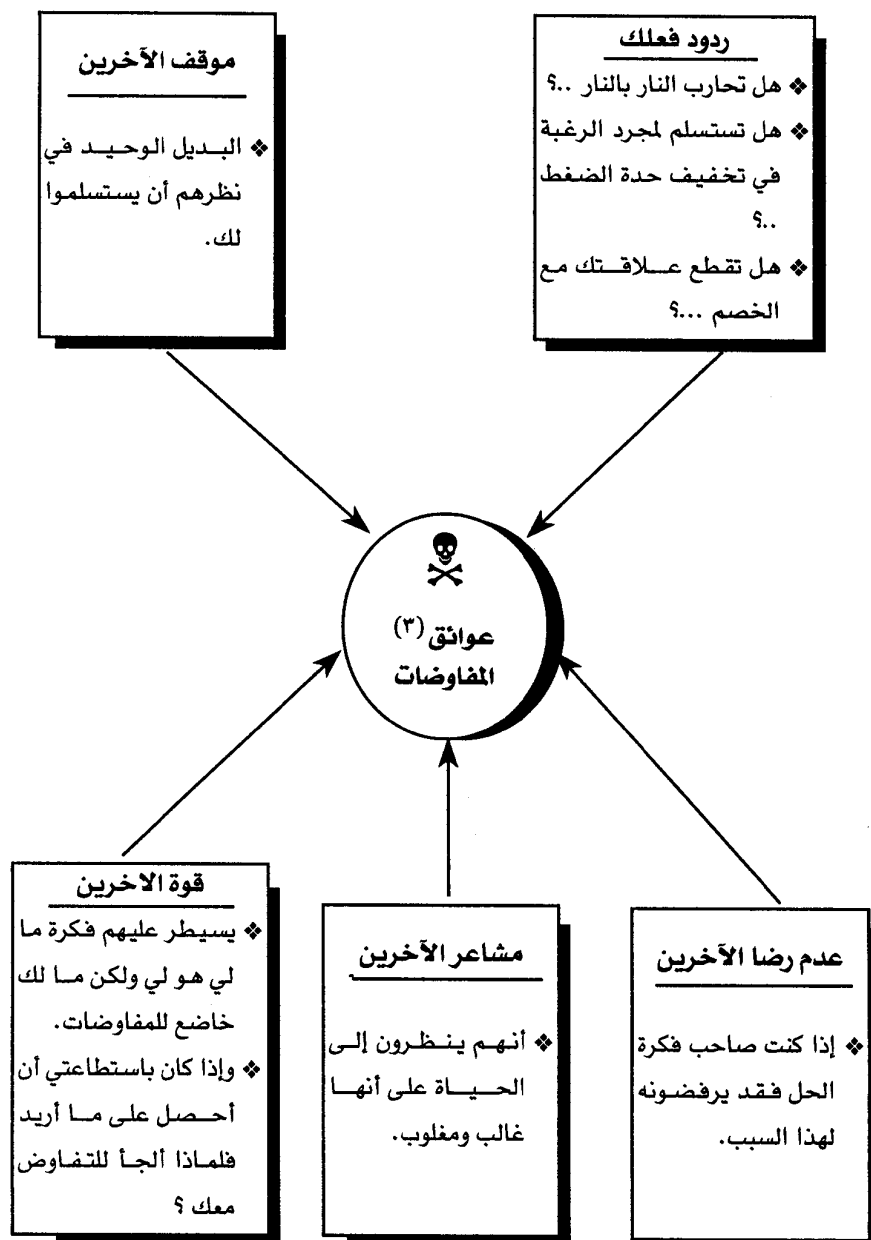 ردود فعلك
❖ هل تحارب النار بالنار ..؟
❖ هل تستسلم لمجرد الرغبة
في تخفيف حدة الضغط
..؟
❖ هل تقطع علاقتك مع
الخصم ...؟
موقف الآخرين
❖ البديل الوحيد في
نظرهم أن يستسلموا
لك.
عوائق (٣)
المفاوضات
عدم رضا الآخرين
❖ إذا كنت صاحب فكرة
الحل فقد يرفضونه
لهذا السبب.
مشاعر الآخرين
❖ أنهم ينظرون إلى
الحياة على أنها
غالب ومغلوب.
قوة الاخرين
❖ يسيطر عليهم فكرة ما
لي هو لي ولكن ما لك
خاضع للمفاوضات.
❖ وإذا كان باستطاعتي أن
أحصل على ما أريد
فلماذا ألجأ للتفاوض
معك ؟